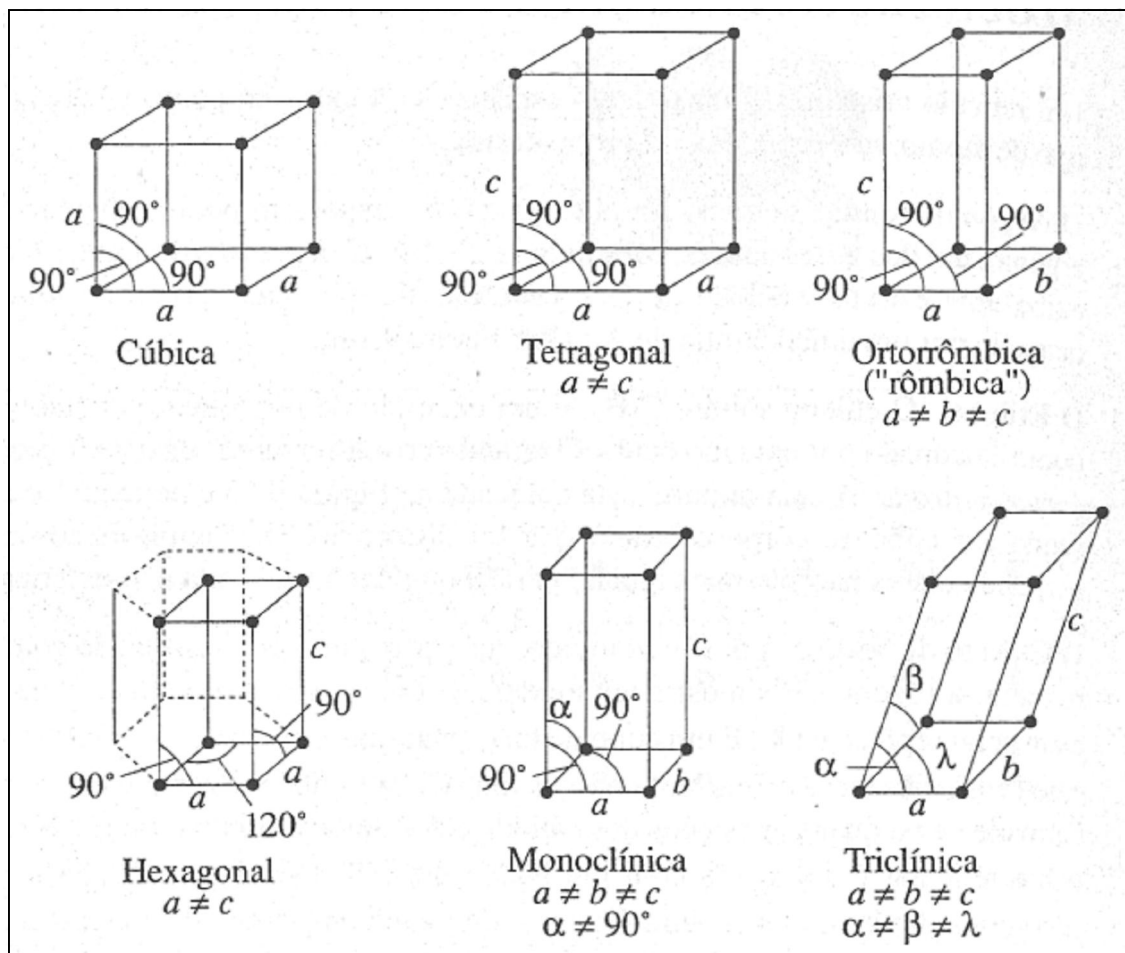 a
90°
90°
90°
a
a
Cúbica
c
90°
90°
90°
a
a
Tetragonal
a ≠ c
c
90°
90°
90°
b
a
Ortorrômbica
("rômbica")
a ≠ b ≠ c
c
90°
90°
a
a
120°
Hexagonal
a ≠ c
c
α
90°
90°
b
a
Monoclínica
a ≠ b ≠ c
α ≠ 90°
c
β
α
λ
b
a
Triclínica
a ≠ b ≠ c
α ≠ β ≠ λ